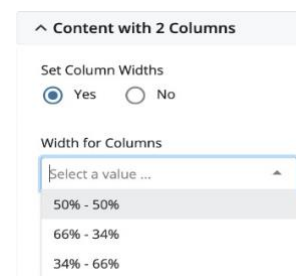 Content with 2 Columns
Set Column Widths
Yes No
Width for Columns
Select a value ...
50% - 50%
66% - 34%
34% - 66%